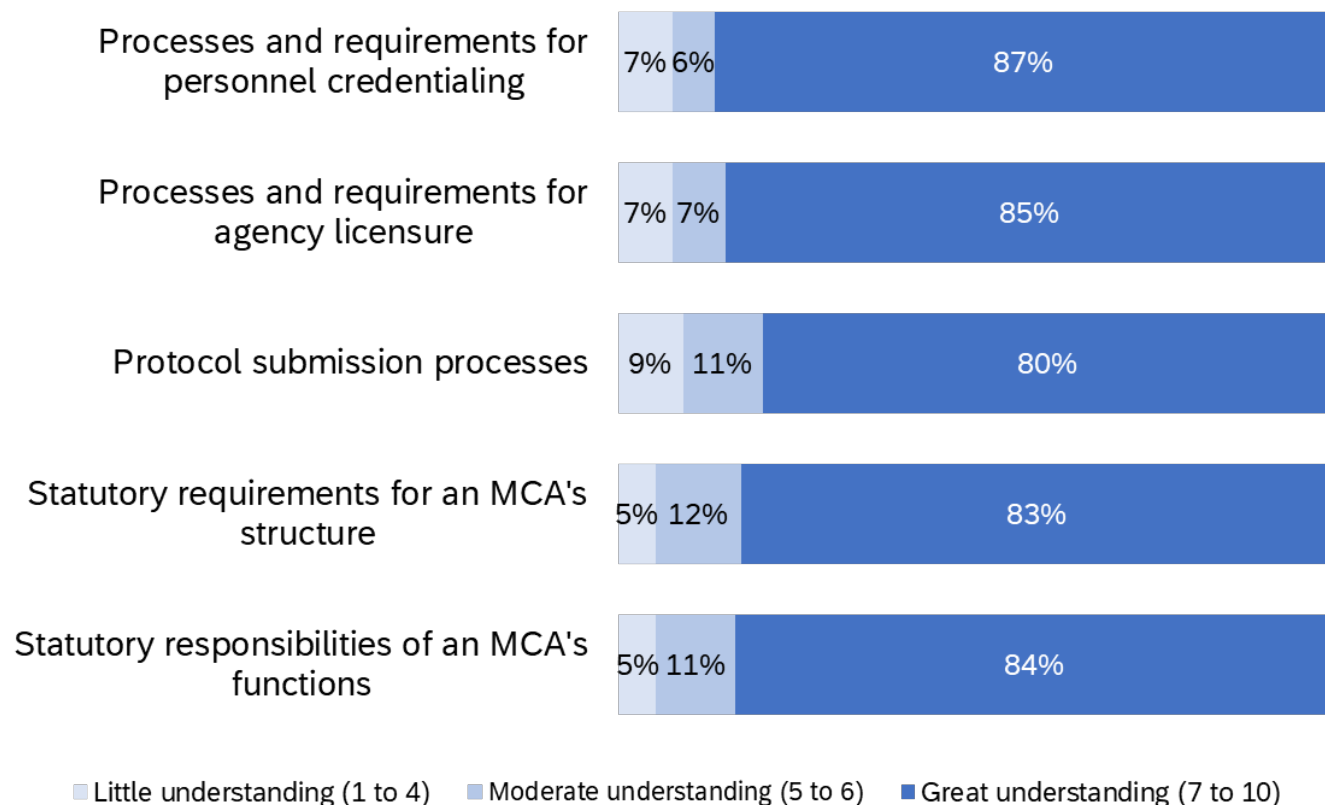 Processes and requirements for
personnel credentialing
7% 6% 87%
Processes and requirements for
agency licensure
7% 7% 85%
Protocol submission processes
9% 11% 80%
Statutory requirements for an MCA's
structure
5% 12% 83%
Statutory responsibilities of an MCA's
functions
5% 11% 84%
Little understanding (1 to 4) Moderate understanding (5 to 6) Great understanding (7 to 10)